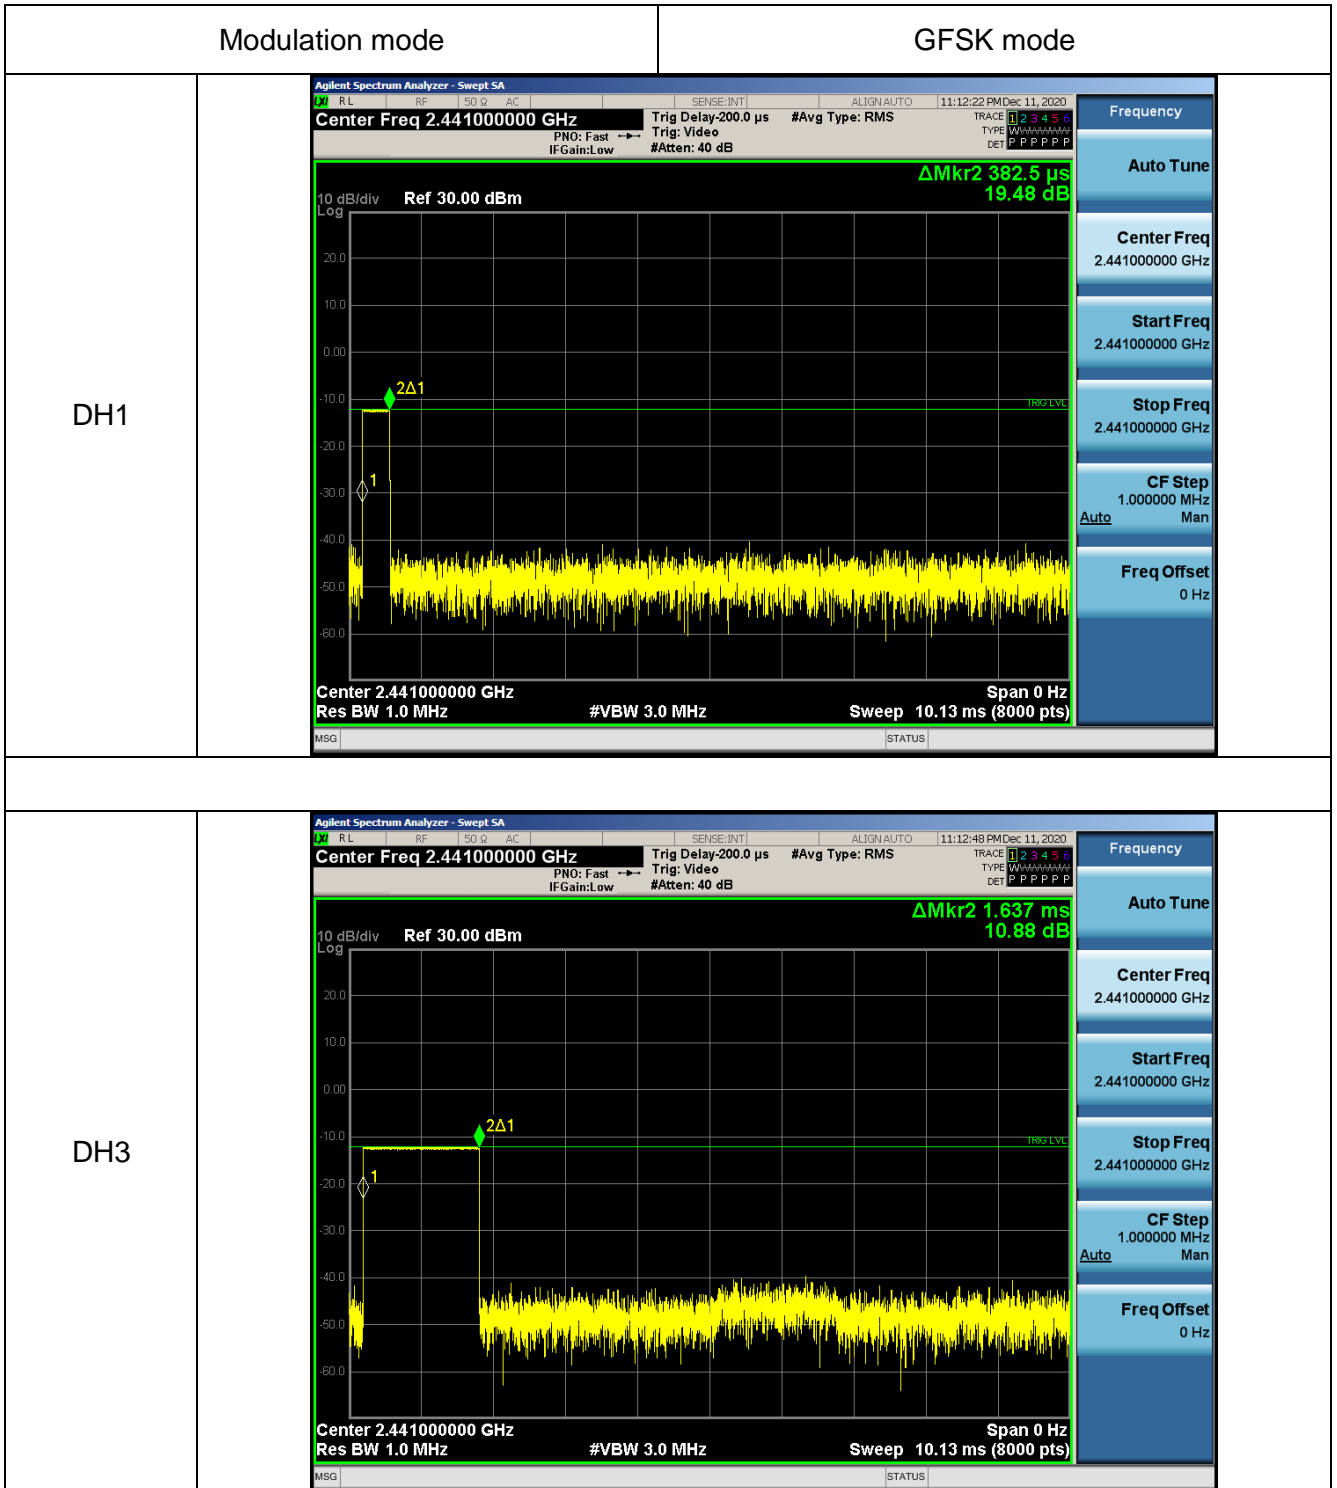 Modulation mode GFSK mode
DH1
Agilent Spectrum Analyzer - Swept SA
LXI RL RF 50 Ω AC SENSE:INT ALIGN AUTO 11:12:22 PM Dec 11, 2020
Center Freq 2.441000000 GHz Trig Delay-200.0 µs #Avg Type: RMS TRACE 1 2 3 4 5 6
PNO: Fast Trig: Video TYPE WWWWWW
IFGain:Low #Atten: 40 dB DET P P P P P P
ΔMkr2 382.5 µs
19.48 dB
10 dB/div Ref 30.00 dBm
Log
20.0
10.0
0.00
-10.0
-20.0
-30.0
-40.0
-50.0
-60.0
2Δ1
1
TRIG LVL
Center 2.441000000 GHz Span 0 Hz
Res BW 1.0 MHz #VBW 3.0 MHz Sweep 10.13 ms (8000 pts)
MSG STATUS
Frequency
Auto Tune
Center Freq
2.441000000 GHz
Start Freq
2.441000000 GHz
Stop Freq
2.441000000 GHz
CF Step
1.000000 MHz
Auto Man
Freq Offset
0 Hz
DH3
Agilent Spectrum Analyzer - Swept SA
LXI RL RF 50 Ω AC SENSE:INT ALIGN AUTO 11:12:48 PM Dec 11, 2020
Center Freq 2.441000000 GHz Trig Delay-200.0 µs #Avg Type: RMS TRACE 1 2 3 4 5 6
PNO: Fast Trig: Video TYPE WWWWWW
IFGain:Low #Atten: 40 dB DET P P P P P P
ΔMkr2 1.637 ms
10.88 dB
10 dB/div Ref 30.00 dBm
Log
20.0
10.0
0.00
-10.0
-20.0
-30.0
-40.0
-50.0
-60.0
2Δ1
1
TRIG LVL
Center 2.441000000 GHz Span 0 Hz
Res BW 1.0 MHz #VBW 3.0 MHz Sweep 10.13 ms (8000 pts)
MSG STATUS
Frequency
Auto Tune
Center Freq
2.441000000 GHz
Start Freq
2.441000000 GHz
Stop Freq
2.441000000 GHz
CF Step
1.000000 MHz
Auto Man
Freq Offset
0 Hz